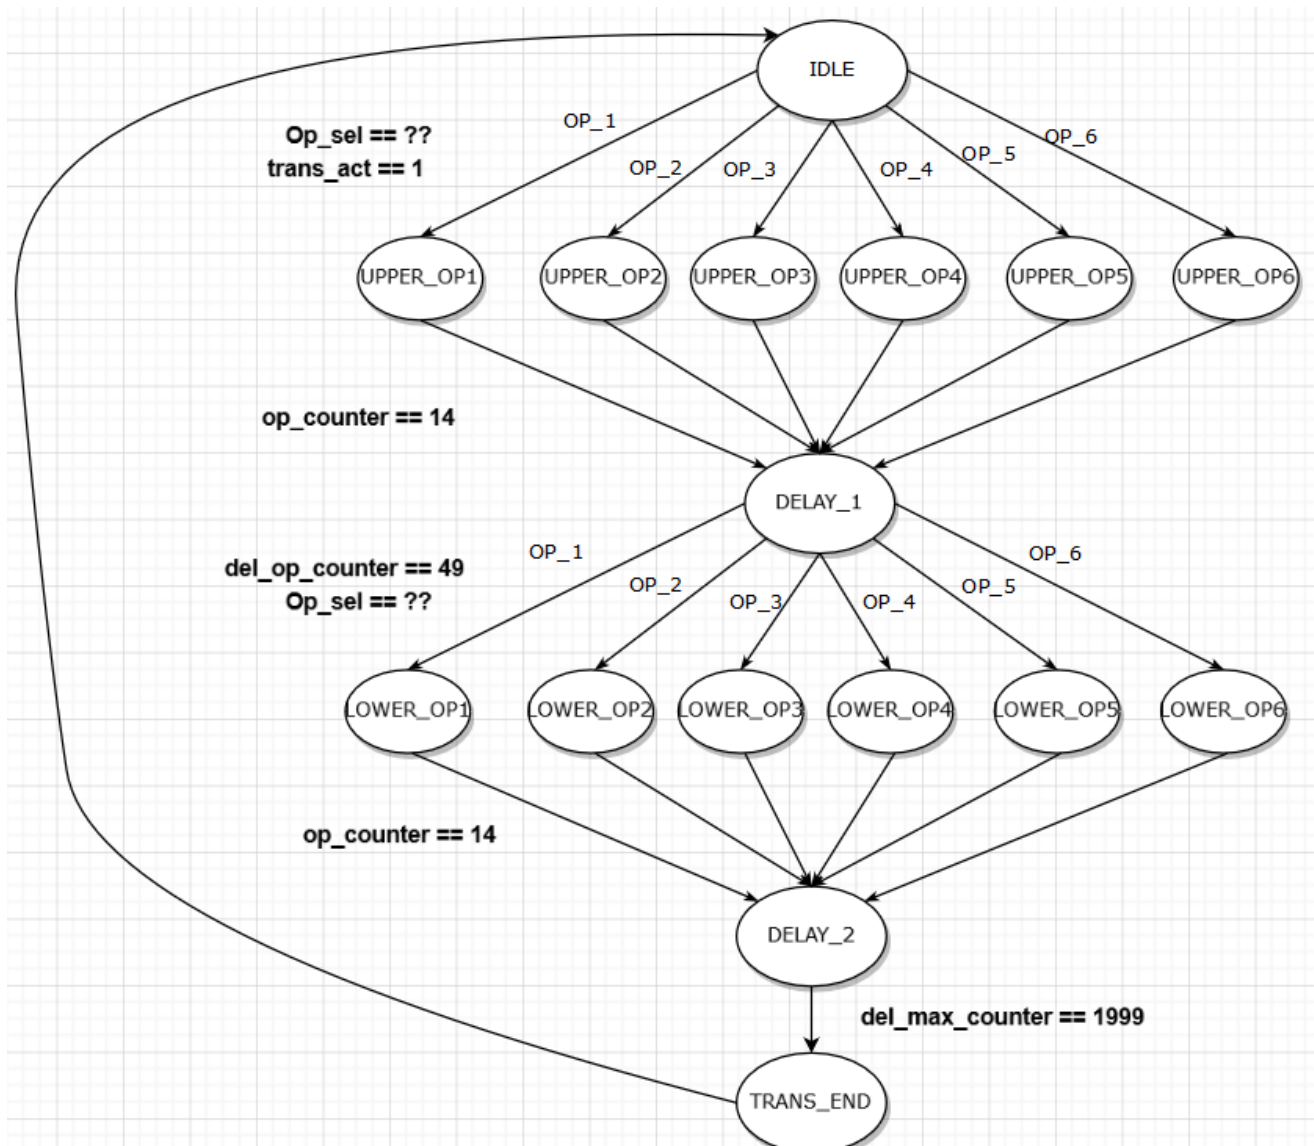 IDLE
OP_1
Op_sel == ??
trans_act == 1
OP_2
OP_3
OP_4
OP_5
OP_6
UPPER_OP1
UPPER_OP2
UPPER_OP3
UPPER_OP4
UPPER_OP5
UPPER_OP6
op_counter == 14
DELAY_1
OP_1
del_op_counter == 49
Op_sel == ??
OP_2
OP_3
OP_4
OP_5
OP_6
LOWER_OP1
LOWER_OP2
LOWER_OP3
LOWER_OP4
LOWER_OP5
LOWER_OP6
op_counter == 14
DELAY_2
del_max_counter == 1999
TRANS_END